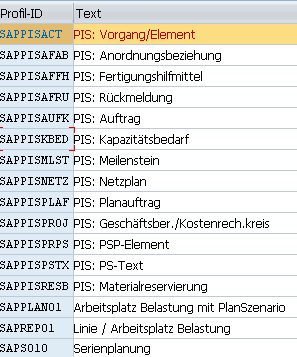 Profil-ID Text
SAPPISACT PIS: Vorgang/Element
SAPPISAFAB PIS: Anordnungsbeziehung
SAPPISAFFH PIS: Fertigungshilfmittel
SAPPISAFRU PIS: Rückmeldung
SAPPISAUFK PIS: Auftrag
SAPPISKBED PIS: Kapazitätsbedarf
SAPPISMLST PIS: Meilenstein
SAPPISNETZ PIS: Netzplan
SAPPISPLAF PIS: Planauftrag
SAPPISPROJ PIS: Geschäftsber./Kostenrech.kreis
SAPPISPRPS PIS: PSP-Element
SAPPISPSTX PIS: PS-Text
SAPPISRESB PIS: Materialreservierung
SAPPLAN01 Arbeitsplatz Belastung mit PlanSzenario
SAPREP01 Linie / Arbeitsplatz Belastung
SAPS010 Serienplanung